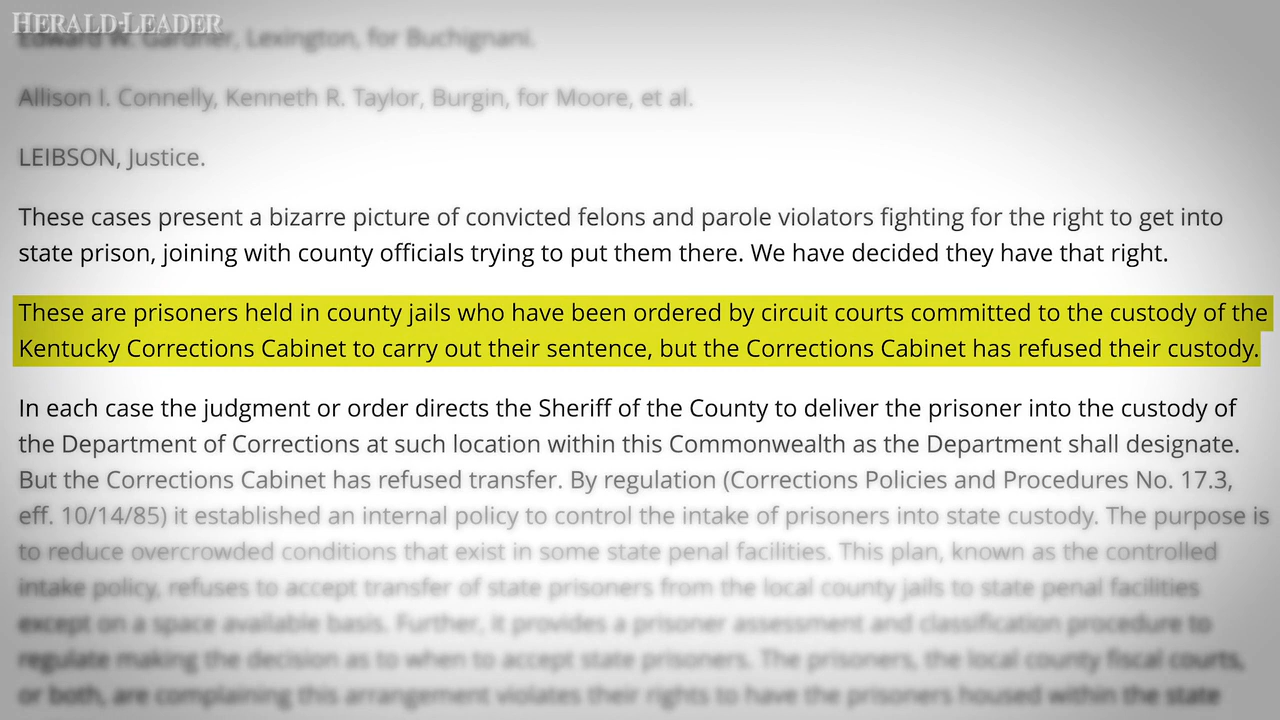 HERALD-LEADER
Edward W. Gardner, Lexington, for Buchignani.
Allison I. Connelly, Kenneth R. Taylor, Burgin, for Moore, et al.
LEIBSON, Justice.
These cases present a bizarre picture of convicted felons and parole violators fighting for the right to get into
state prison, joining with county officials trying to put them there. We have decided they have that right.
These are prisoners held in county jails who have been ordered by circuit courts committed to the custody of the
Kentucky Corrections Cabinet to carry out their sentence, but the Corrections Cabinet has refused their custody.
In each case the judgment or order directs the Sheriff of the County to deliver the prisoner into the custody of
the Department of Corrections at such location within this Commonwealth as the Department shall designate.
But the Corrections Cabinet has refused transfer. By regulation (Corrections Policies and Procedures No. 17.3,
eff. 10/14/85) it established an internal policy to control the intake of prisoners into state custody. The purpose is
to reduce overcrowded conditions that exist in some state penal facilities. This plan, known as the controlled
intake policy, refuses to accept transfer of state prisoners from the local county jails to state penal facilities
except on a space available basis. Further, it provides a prisoner assessment and classification procedure to
regulate making the decision as to when to accept state prisoners. The prisoners, the local county fiscal courts,
or both, are complaining this arrangement violates their rights to have the prisoners housed within the state